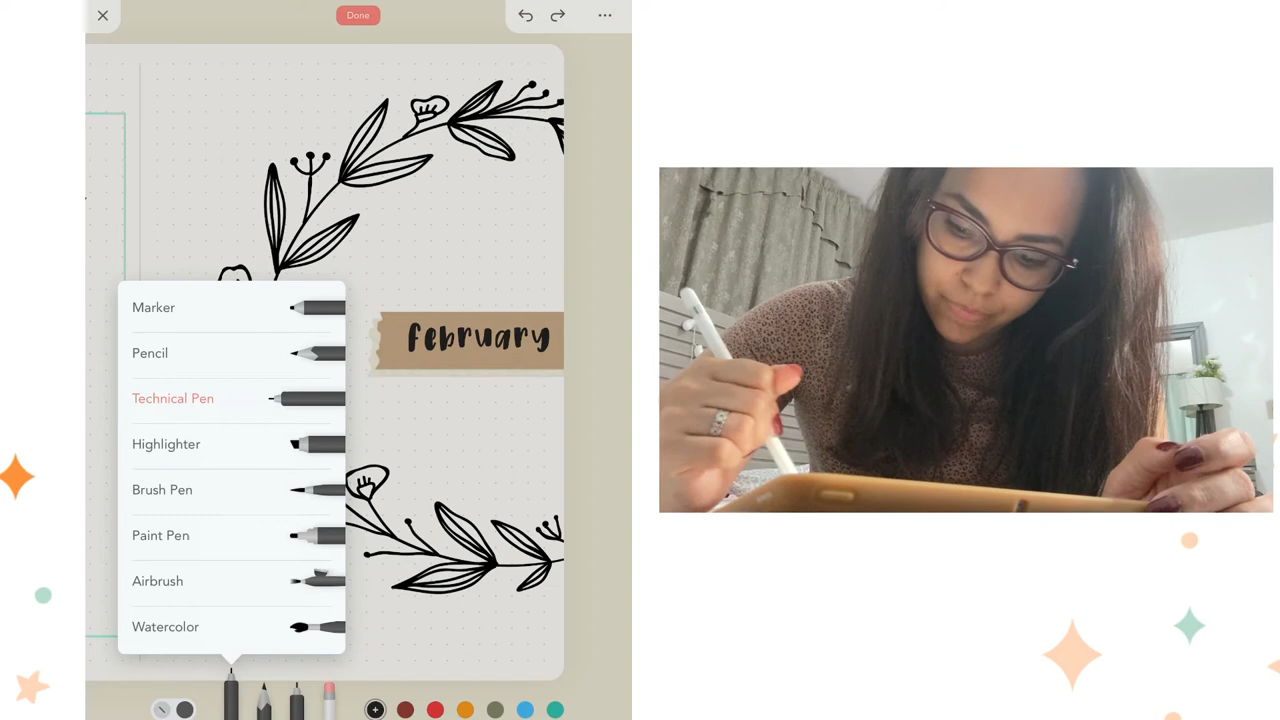 Done
february
Marker
Pencil
Technical Pen
Highlighter
Brush Pen
Paint Pen
Airbrush
Watercolor